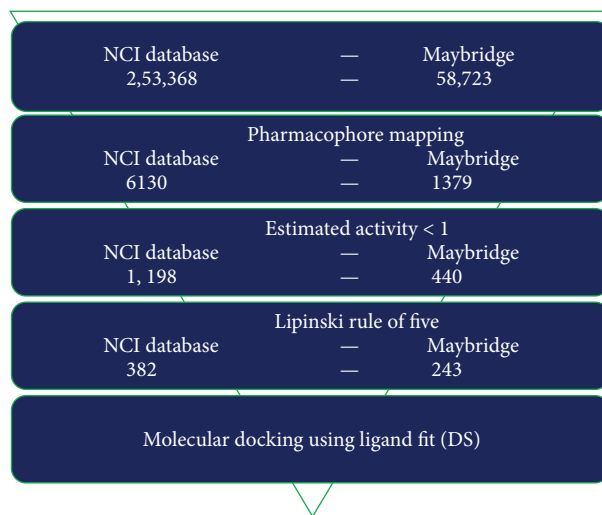 NCI database — Maybridge
2,53,368 — 58,723
Pharmacophore mapping
NCI database — Maybridge
6130 — 1379
Estimated activity < 1
NCI database — Maybridge
1, 198 — 440
Lipinski rule of five
NCI database — Maybridge
382 — 243
Molecular docking using ligand fit (DS)